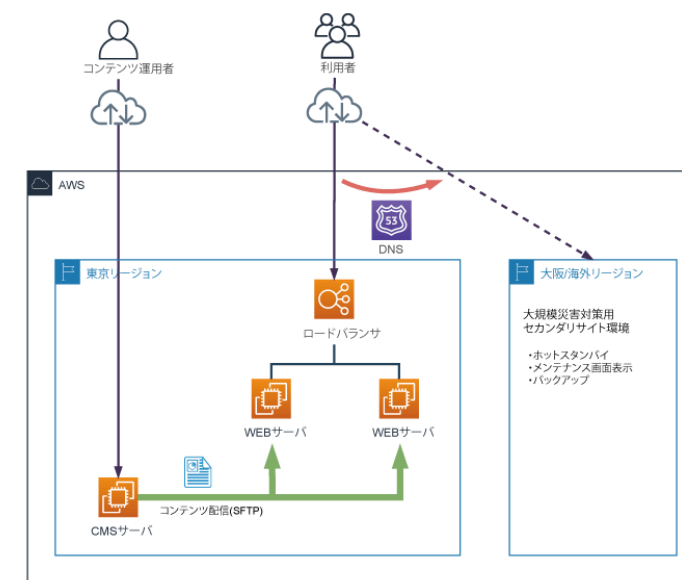 コンテンツ運用者
利用者
AWS
53
DNS
東京リージョン
大阪/海外リージョン
ロードバランサ
大規模災害対策用
セカンダリサイト環境
・ホットスタンバイ
・メンテナンス画面表示
・バックアップ
WEBサーバ
WEBサーバ
コンテンツ配信(SFTP)
CMSサーバ